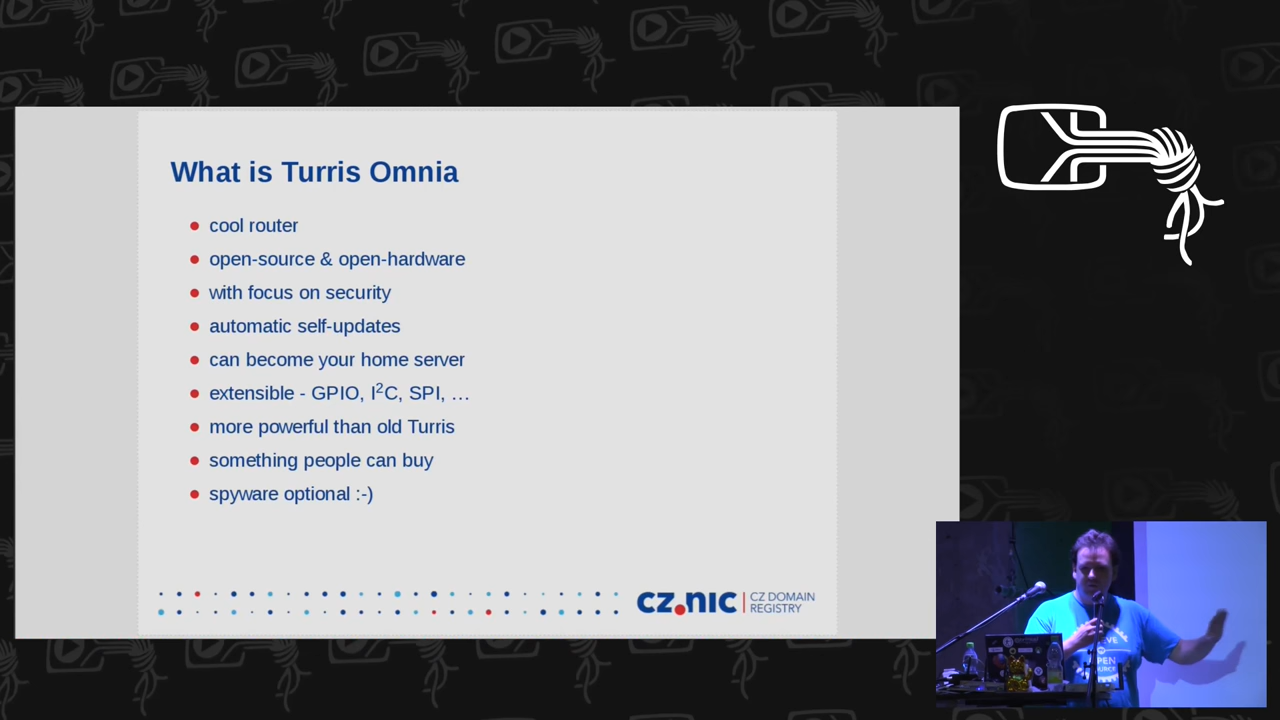 What is Turris Omnia
cool router
open-source & open-hardware
with focus on security
automatic self-updates
can become your home server
extensible - GPIO, I²C, SPI, …
more powerful than old Turris
something people can buy
spyware optional :-)
CZ.NIC | CZ DOMAIN
REGISTRY